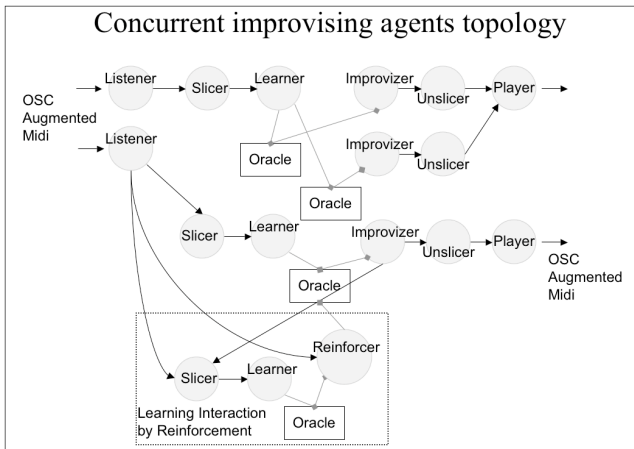 Concurrent improvising agents topology
Listener
Slicer
Learner
Improvizer
Unslicer
Player
OSC
Augmented
Midi
Listener
Oracle
Improvizer
Unslicer
Oracle
Slicer
Learner
Improvizer
Unslicer
Player
OSC
Augmented
Midi
Oracle
Reinforcer
Slicer
Learner
Learning Interaction
by Reinforcement
Oracle